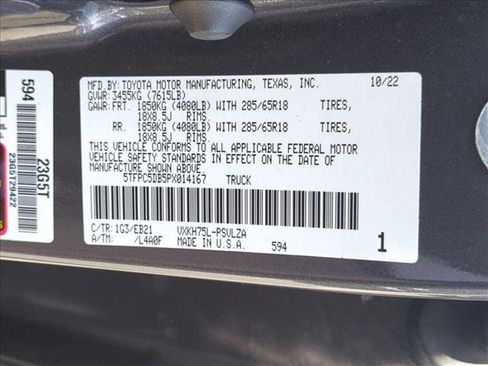 MFD.BY: TOYOTA MOTOR MANUFACTURING, TEXAS, INC. 10/22
GVWR: 3455KG (7615LB)
GAWR: FRT. 1850KG (4080LB) WITH 285/65R18 TIRES,
18X8.5J RIMS.
RR. 1850KG (4080LB) WITH 285/65R18 TIRES,
18X8.5J RIMS.
THIS VEHICLE CONFORMS TO ALL APPLICABLE FEDERAL MOTOR
VEHICLE SAFETY STANDARDS IN EFFECT ON THE DATE OF
MANUFACTURE SHOWN ABOVE.
5TFPC5DB5PX014167 TRUCK
C/TR: 1G3/EB21 VXKH75L-PSVLZA
A/TM: /L4A0F MADE IN U.S.A. 594 1
594
23G5T
23G5T29422